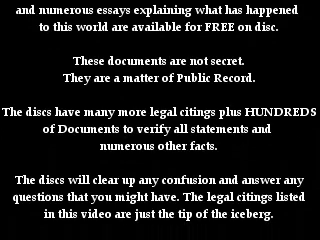 and numerous essays explaining what has happened
to this world are available for FREE on disc.
These documents are not secret.
They are a matter of Public Record.
The discs have many more legal citings plus HUNDREDS
of Documents to verify all statements and
numerous other facts.
The discs will clear up any confusion and answer any
questions that you might have. The legal citings listed
in this video are just the tip of the iceberg.